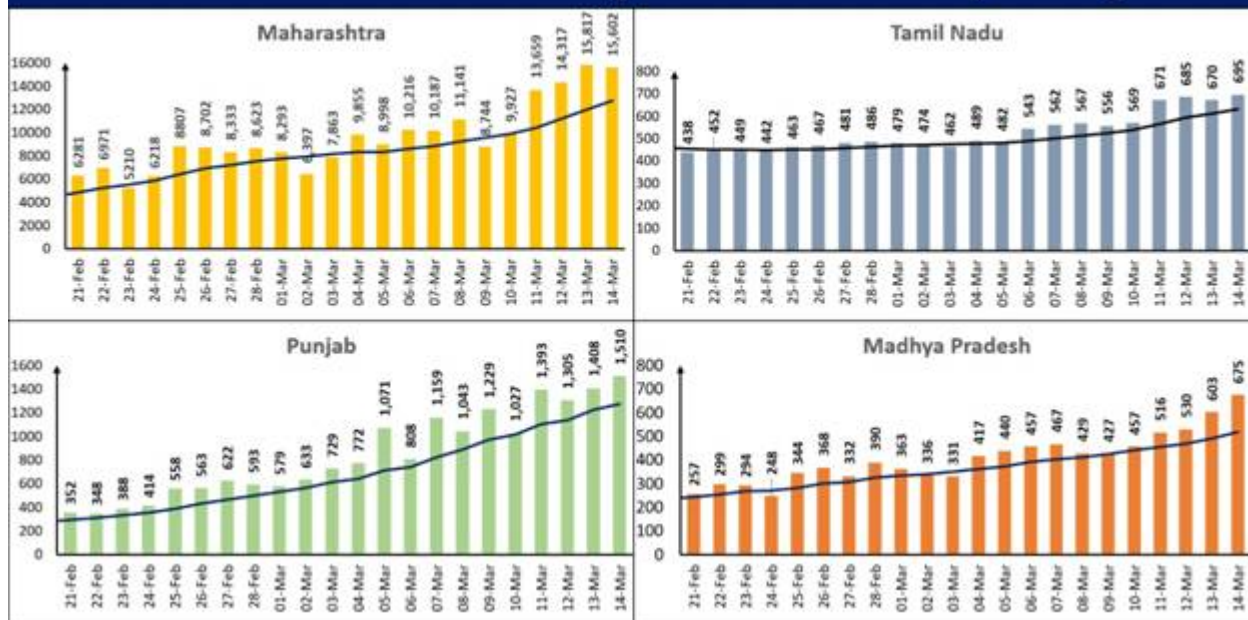 Maharashtra
16000
14000
12000
10000
8000
6000
4000
2000
0
6281
6971
5210
6218
8807
8,702
8,333
8,623
8,293
6,397
7,863
9,855
8,998
10,216
10,187
11,141
8,744
9,927
13,659
14,317
15,817
15,602
21-Feb
22-Feb
23-Feb
24-Feb
25-Feb
26-Feb
27-Feb
28-Feb
01-Mar
02-Mar
03-Mar
04-Mar
05-Mar
06-Mar
07-Mar
08-Mar
09-Mar
10-Mar
11-Mar
12-Mar
13-Mar
14-Mar
Tamil Nadu
800
700
600
500
400
300
200
100
0
438
452
449
442
463
467
481
486
479
474
462
489
482
543
562
567
556
569
671
685
670
695
21-Feb
22-Feb
23-Feb
24-Feb
25-Feb
26-Feb
27-Feb
28-Feb
01-Mar
02-Mar
03-Mar
04-Mar
05-Mar
06-Mar
07-Mar
08-Mar
09-Mar
10-Mar
11-Mar
12-Mar
13-Mar
14-Mar
Punjab
1600
1400
1200
1000
800
600
400
200
0
352
348
388
414
558
563
622
593
579
633
729
772
1,071
808
1,159
1,043
1,229
1,027
1,393
1,305
1,408
1,510
21-Feb
22-Feb
23-Feb
24-Feb
25-Feb
26-Feb
27-Feb
28-Feb
01-Mar
02-Mar
03-Mar
04-Mar
05-Mar
06-Mar
07-Mar
08-Mar
09-Mar
10-Mar
11-Mar
12-Mar
13-Mar
14-Mar
Madhya Pradesh
800
700
600
500
400
300
200
100
0
257
299
294
248
344
368
332
390
363
336
331
417
440
457
467
429
427
457
516
530
603
675
21-Feb
22-Feb
23-Feb
24-Feb
25-Feb
26-Feb
27-Feb
28-Feb
01-Mar
02-Mar
03-Mar
04-Mar
05-Mar
06-Mar
07-Mar
08-Mar
09-Mar
10-Mar
11-Mar
12-Mar
13-Mar
14-Mar